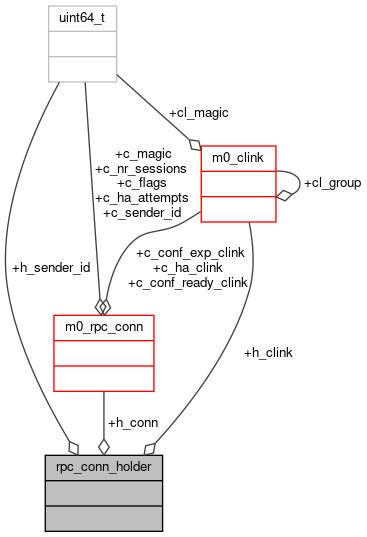 uint64_t
+cl_magic
m0_clink
+c_magic
+c_nr_sessions
+c_flags
+c_ha_attempts
+c_sender_id
+cl_group
+c_conf_exp_clink
+c_ha_clink
+c_conf_ready_clink
+h_sender_id
m0_rpc_conn
+h_clink
+h_conn
rpc_conn_holder